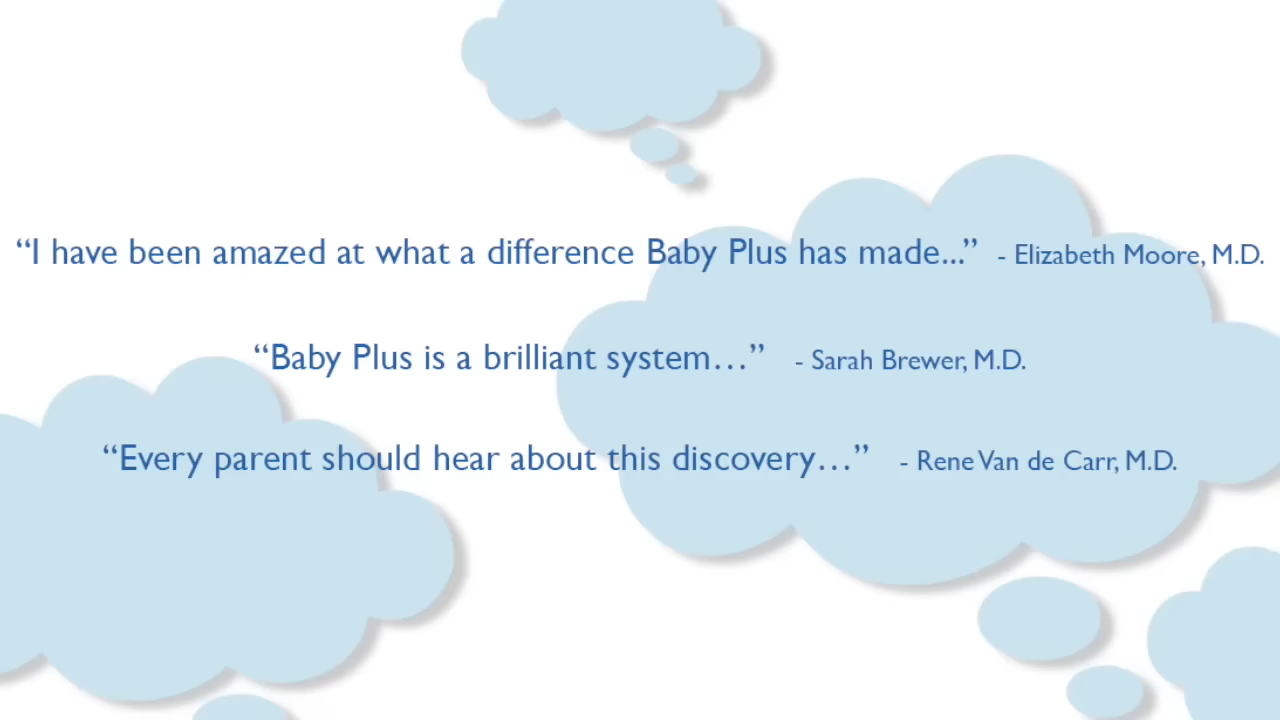 “I have been amazed at what a difference Baby Plus has made...” - Elizabeth Moore, M.D.
“Baby Plus is a brilliant system…” - Sarah Brewer, M.D.
“Every parent should hear about this discovery…” - Rene Van de Carr, M.D.